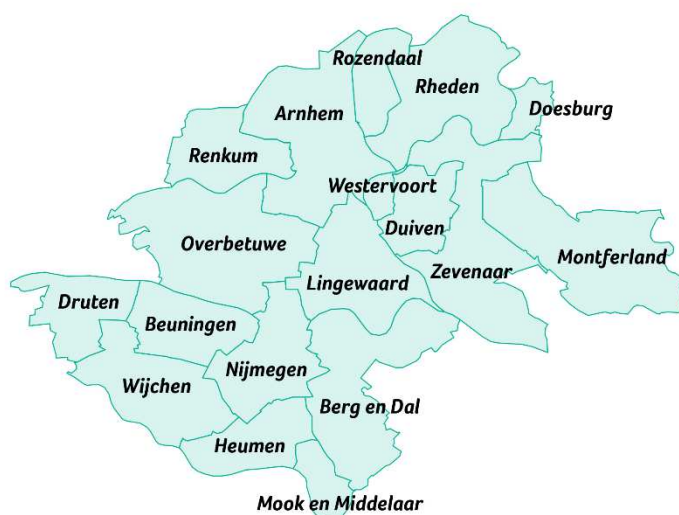 Rozendaal
Rheden
Doesburg
Arnhem
Renkum
Westervoort
Duiven
Overbetuwe
Montferland
Zevenaar
Lingewaard
Druten
Beuningen
Nijmegen
Wijchen
Berg en Dal
Heumen
Mook en Middelaar